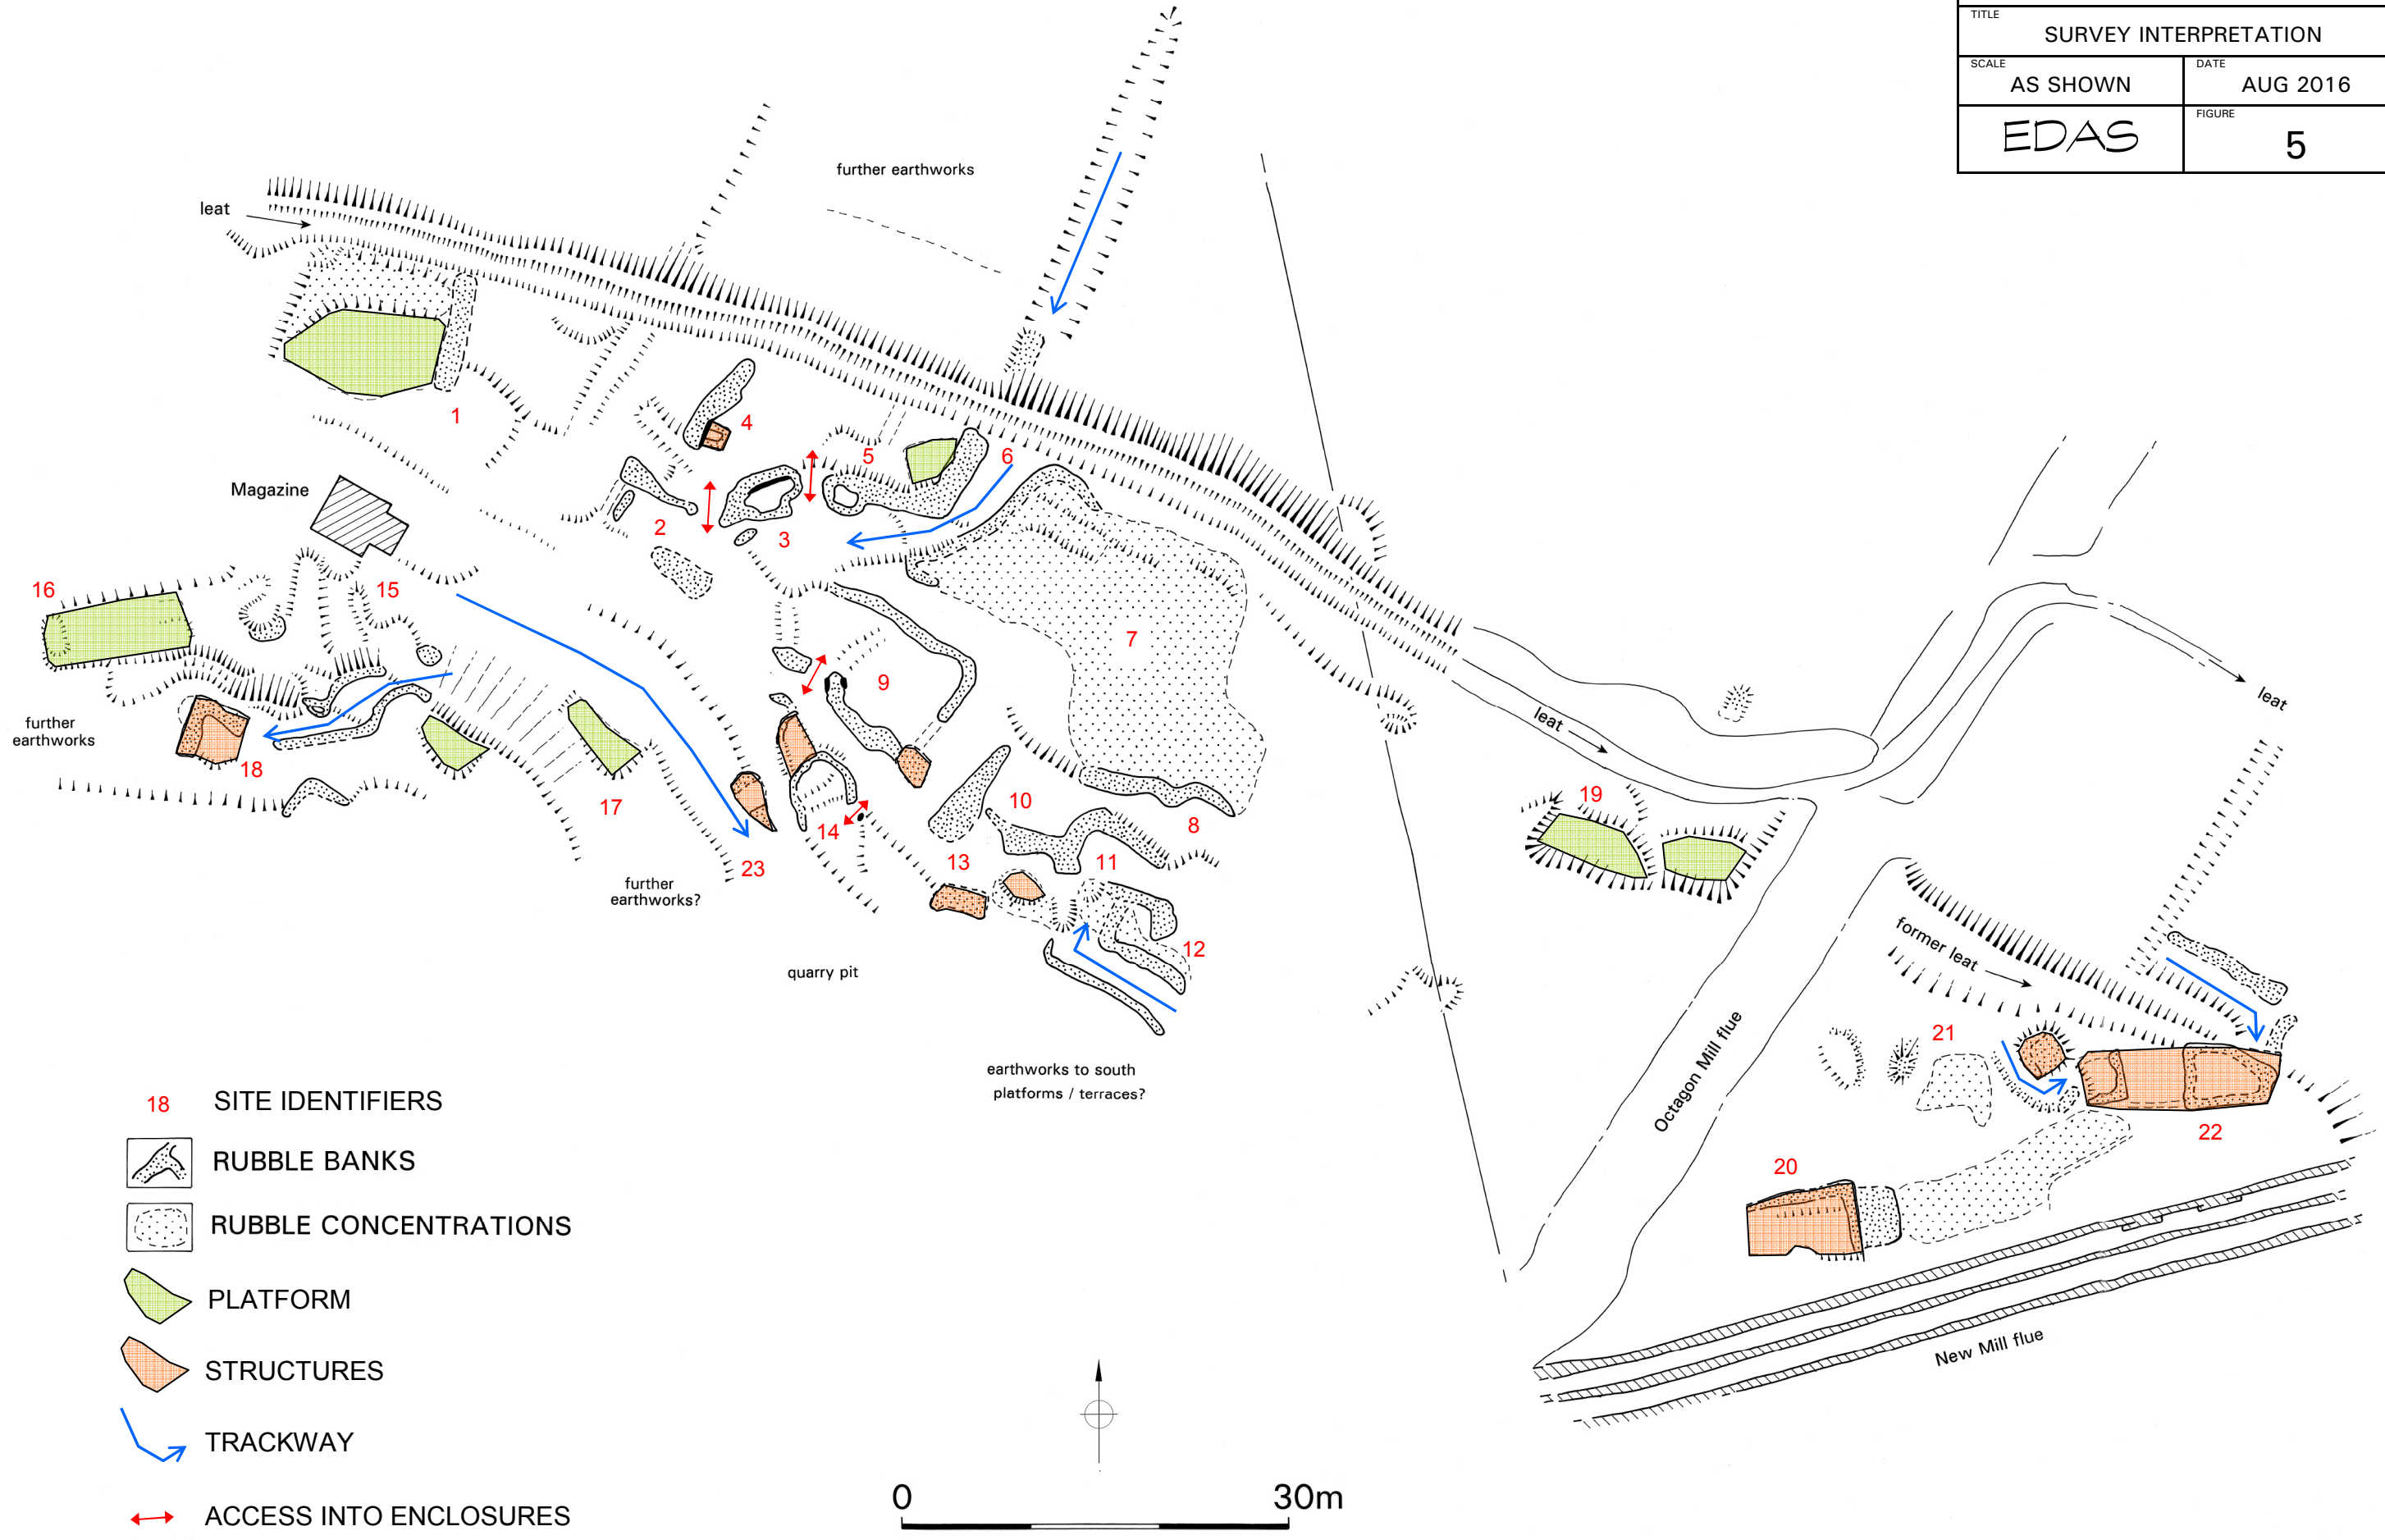 TITLE
SURVEY INTERPRETATION
SCALE
AS SHOWN
DATE
AUG 2016
EDAS
FIGURE
5
further earthworks
leat
1
4
5
6
Magazine
2
3
16
15
7
9
further
earthworks
18
17
leat
leat
19
10
14
8
13
11
23
further
earthworks?
12
former leat
quarry pit
21
earthworks to south
platforms / terraces?
Octagon Mill flue
22
20
New Mill flue
18 SITE IDENTIFIERS
RUBBLE BANKS
RUBBLE CONCENTRATIONS
PLATFORM
STRUCTURES
TRACKWAY
ACCESS INTO ENCLOSURES
0 30m